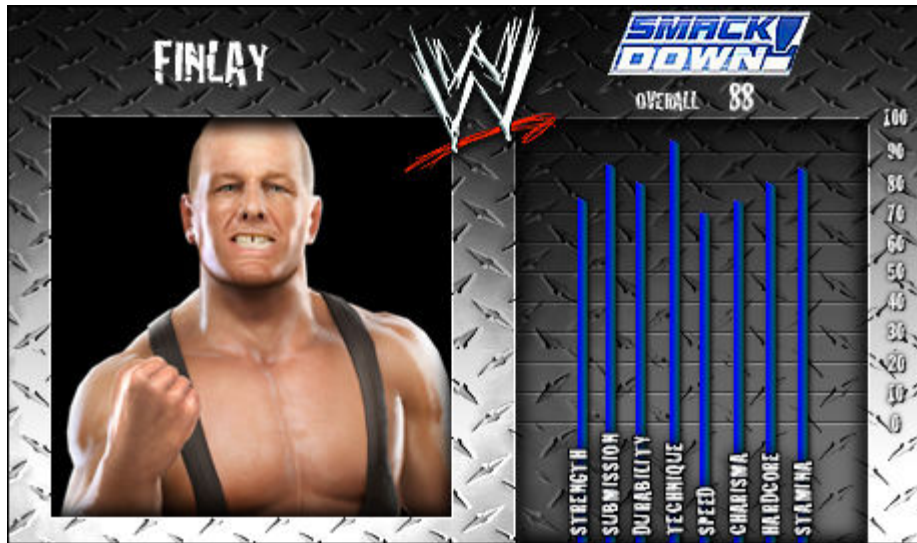 FINLAY
W
SMACK
DOWN!
OVERALL 88
100
90
80
70
60
50
40
30
20
10
0
STRENGTH
SUBMISSION
DURABILITY
TECHNIQUE
SPEED
CHARISMA
HARDCORE
STAMINA